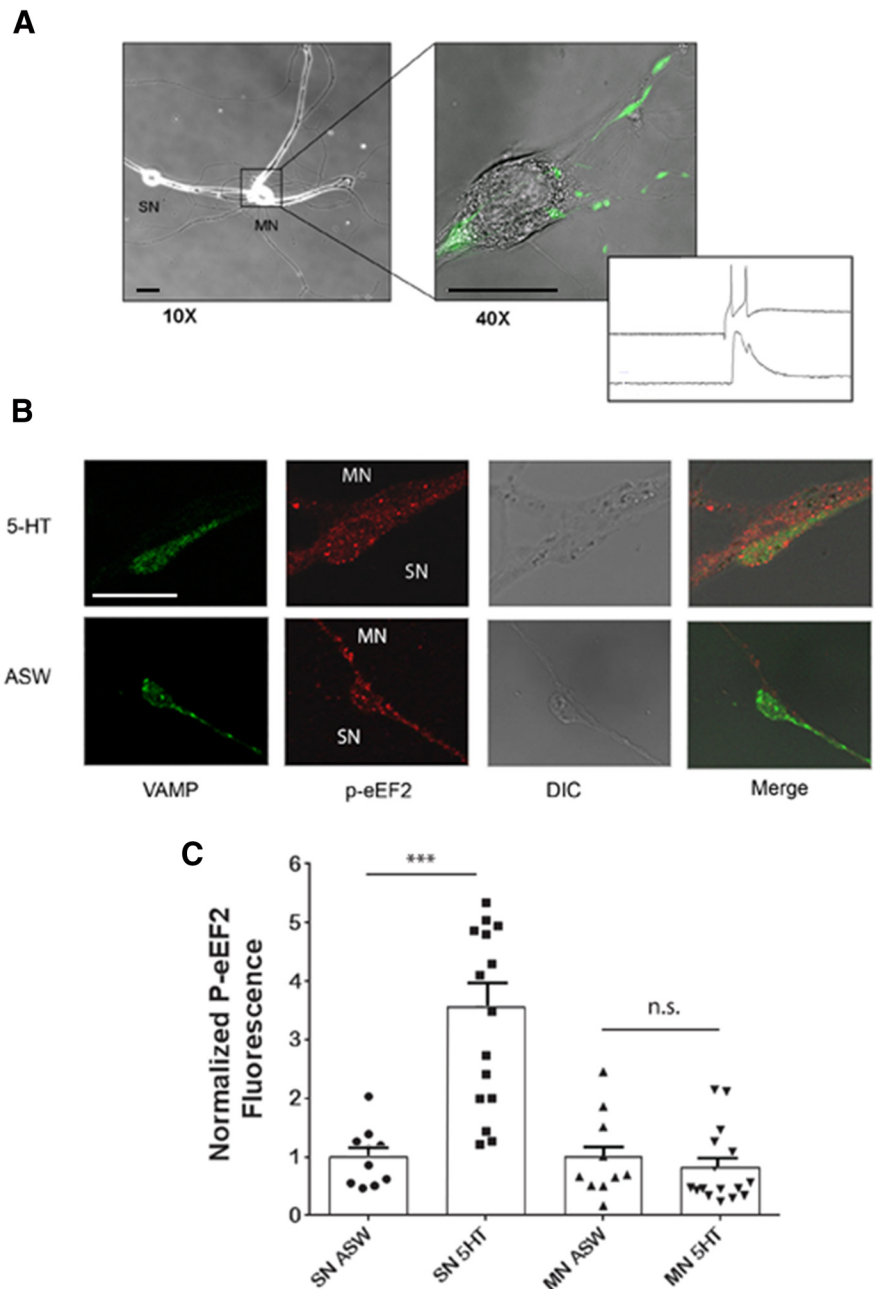 A
SN
MN
10X
40X
B
5-HT
MN
SN
ASW
MN
SN
VAMP
p-eEF2
DIC
Merge
C
Normalized P-eEF2
Fluorescence
6
5
4
3
2
1
0
***
n.s.
SN ASW
SN 5HT
MN ASW
MN 5HT